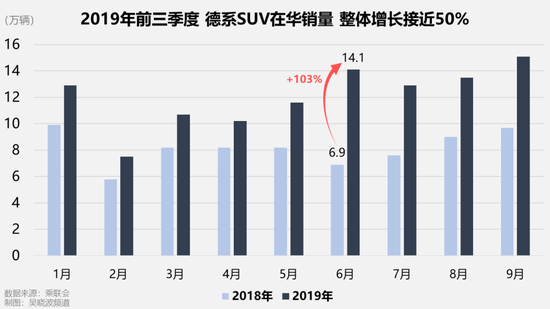 2019年前三季度 德系SUV在华销量 整体增长接近50%
(万辆)
16
14
12
10
8
6
4
2
0
+103%
14.1
6.9
1月 2月 3月 4月 5月 6月 7月 8月 9月
2018年 2019年
数据来源：乘联会
制图：吴晓波频道